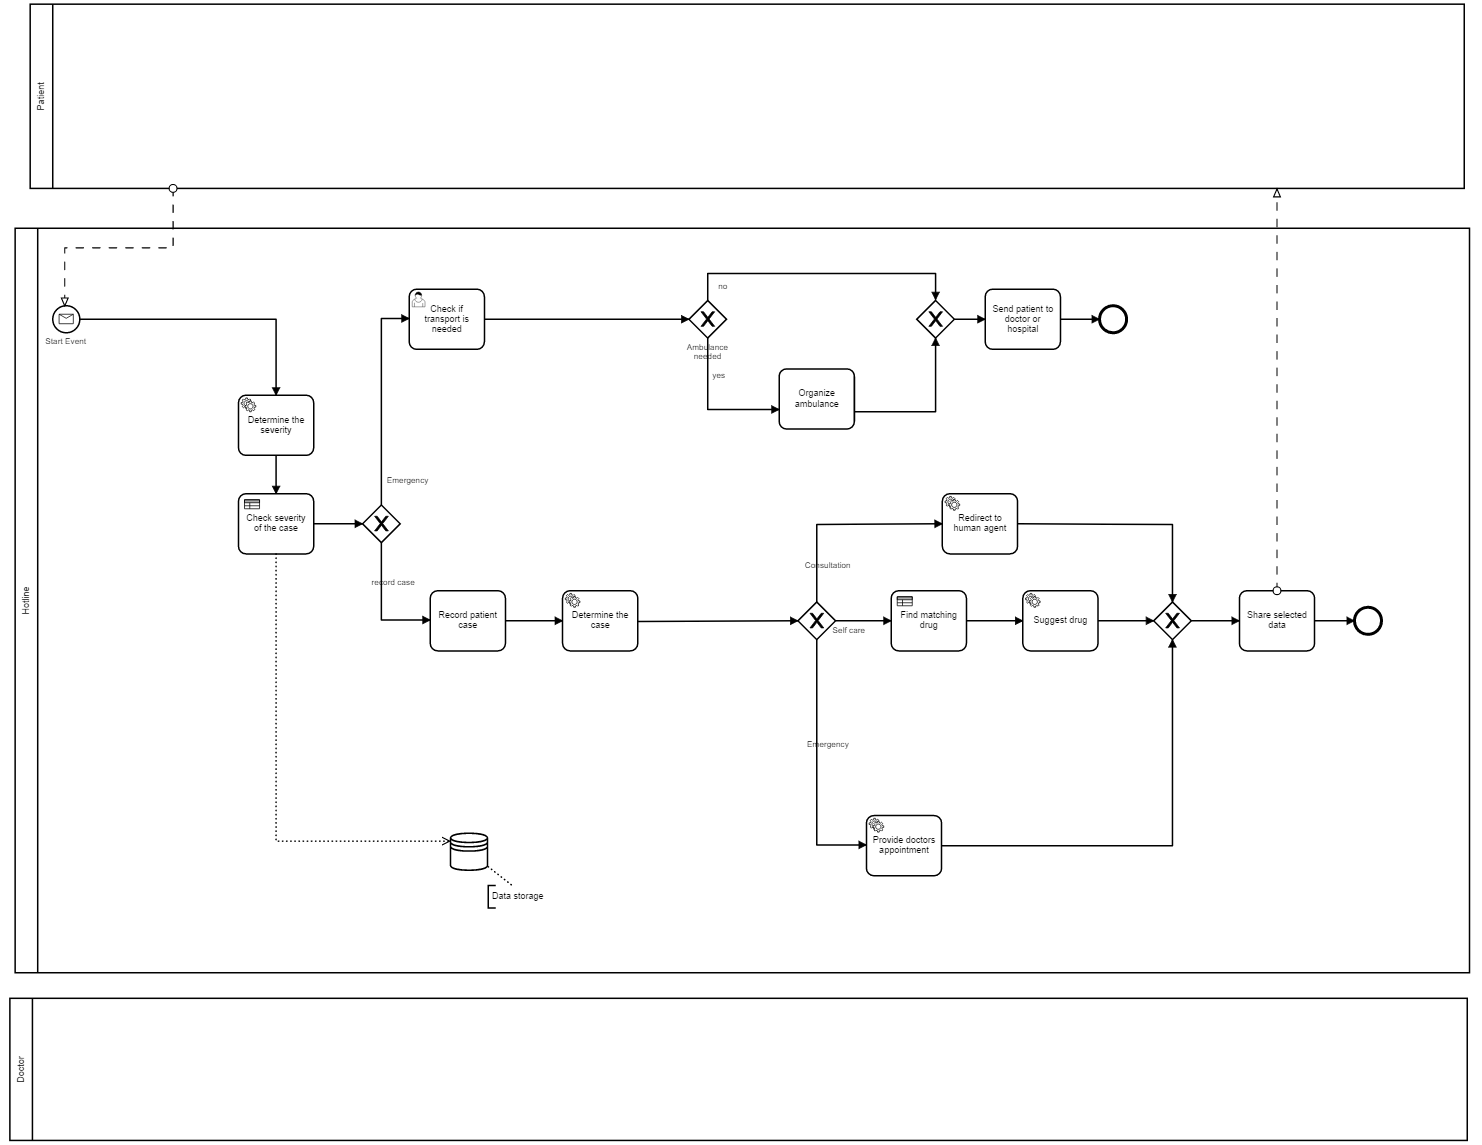 Patient
Hotline
Start Event
Determine the
severity
Check severity
of the case
Emergency
record case
Check if
transport is
needed
no
Ambulance
needed
yes
Organize
ambulance
Send patient to
doctor or
hospital
Record patient
case
Determine the
case
Consultation
Self care
Emergency
Redirect to
human agent
Find matching
drug
Suggest drug
Provide doctors
appointment
Share selected
data
Data storage
Doctor